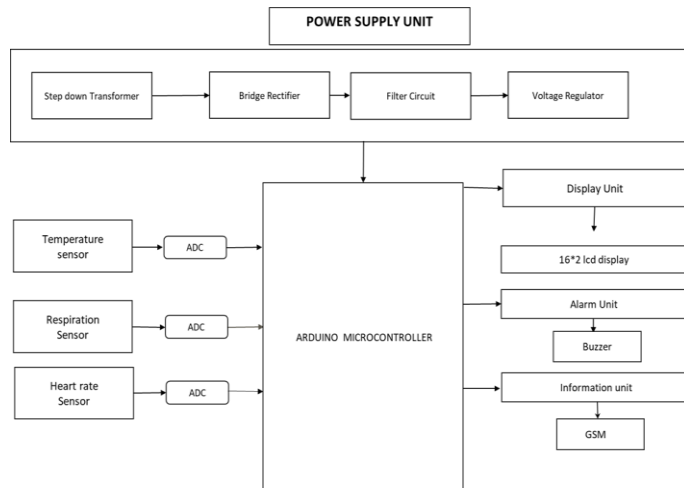 POWER SUPPLY UNIT
Step down Transformer
Bridge Rectifier
Filter Circuit
Voltage Regulator
Display Unit
Temperature
sensor
ADC
16*2 lcd display
Alarm Unit
Respiration
Sensor
ADC
ARDUINO MICROCONTROLLER
Buzzer
Heart rate
Sensor
ADC
Information unit
GSM